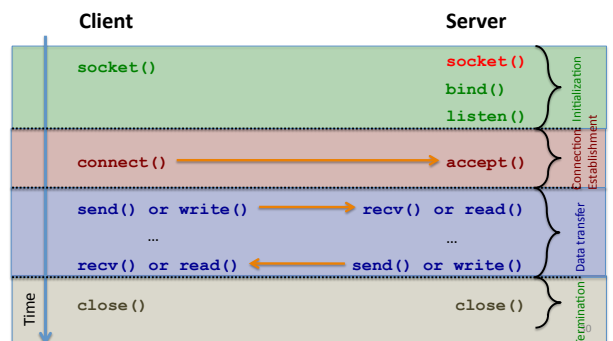 Client Server
socket() socket()
bind()
listen()
Initialization
connect() accept()
Connection
Establishment
send() or write() recv() or read()
... ...
recv() or read() send() or write()
Data transfer
close() close()
Termination
Time